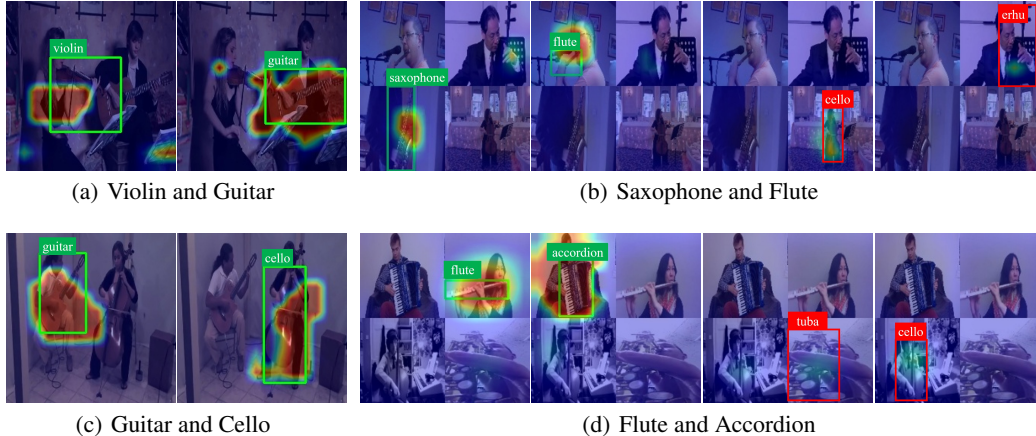 violin
guitar
(a) Violin and Guitar
saxophone
flute
cello
erhu
(b) Saxophone and Flute
guitar
cello
(c) Guitar and Cello
flute
accordion
tuba
cello
(d) Flute and Accordion